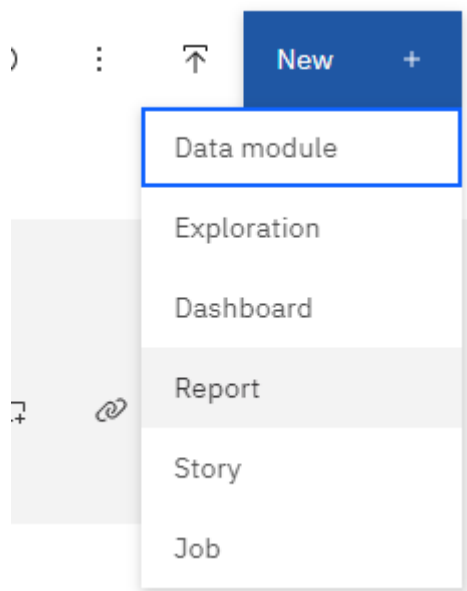 New +
Data module
Exploration
Dashboard
Report
Story
Job